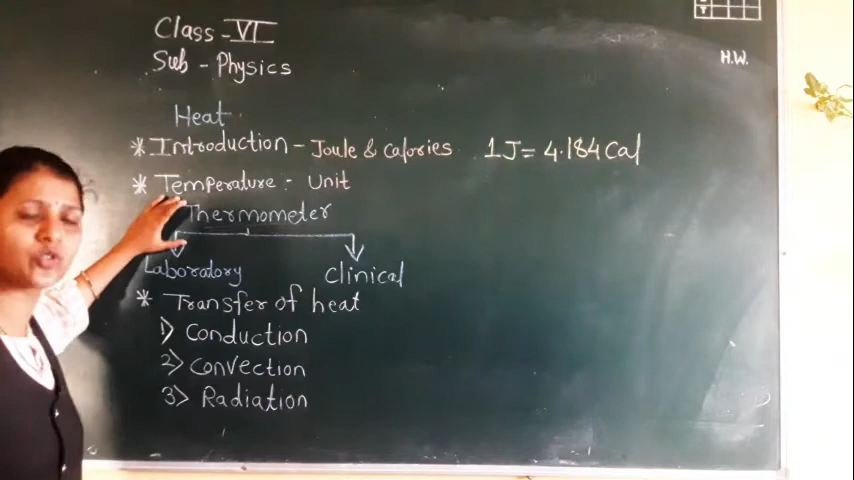 Class - VI
Sub - Physics
H.W.
Heat
* Introduction - Joule & calories 1J = 4.184 Cal
* Temperature :- Unit
Thermometer
Laboratory clinical
* Transfer of heat
1) Conduction
2) Convection
3) Radiation